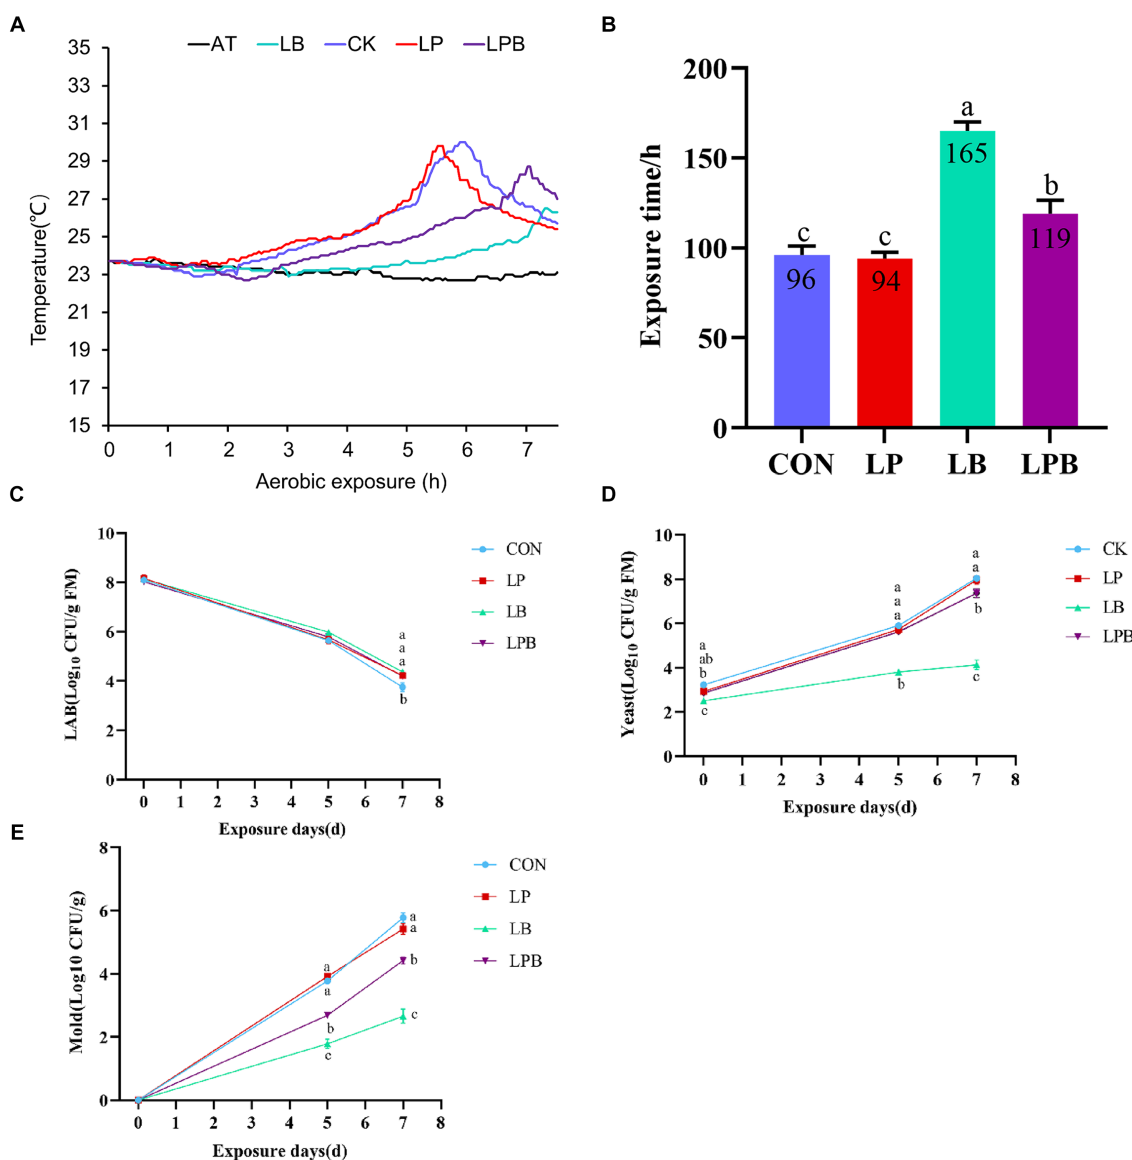 A
AT LB CK LP LPB
35
33
31
29
27
25
23
21
19
17
15
Temperature(℃)
0 1 2 3 4 5 6 7
Aerobic exposure (h)
B
200
150
100
50
0
Exposure time/h
c c a b
96 94 165 119
CON LP LB LPB
C
10
8
6
4
2
0
LAB(Log10 CFU/g FM)
a
a
a
b
CON
LP
LB
LPB
0 1 2 3 4 5 6 7 8
Exposure days(d)
D
10
8
6
4
2
0
Yeast(Log10 CFU/g FM)
a
ab
b
c
a
a
a
b
a
a
b
c
CK
LP
LB
LPB
0 1 2 3 4 5 6 7 8
Exposure days(d)
E
8
6
4
2
0
Mold(Log10 CFU/g)
a
a
b
c
a
a
b
c
CON
LP
LB
LPB
0 1 2 3 4 5 6 7 8
Exposure days(d)